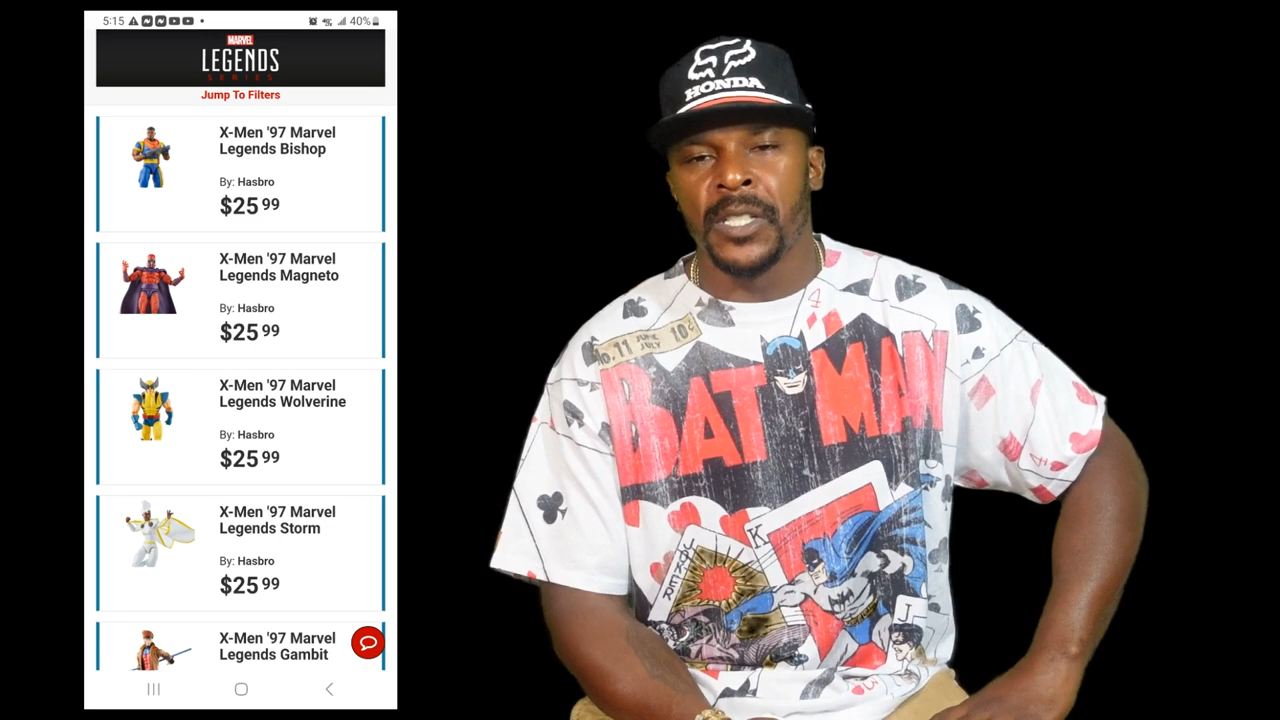 5:15
40%
MARVEL
LEGENDS
SERIES
Jump To Filters
X-Men '97 Marvel
Legends Bishop
By: Hasbro
$25 99
X-Men '97 Marvel
Legends Magneto
By: Hasbro
$25 99
X-Men '97 Marvel
Legends Wolverine
By: Hasbro
$25 99
X-Men '97 Marvel
Legends Storm
By: Hasbro
$25 99
X-Men '97 Marvel
Legends Gambit
FOX
HONDA
No. 11 JUNE JULY 10¢
BATMAN
K
JOKER
J